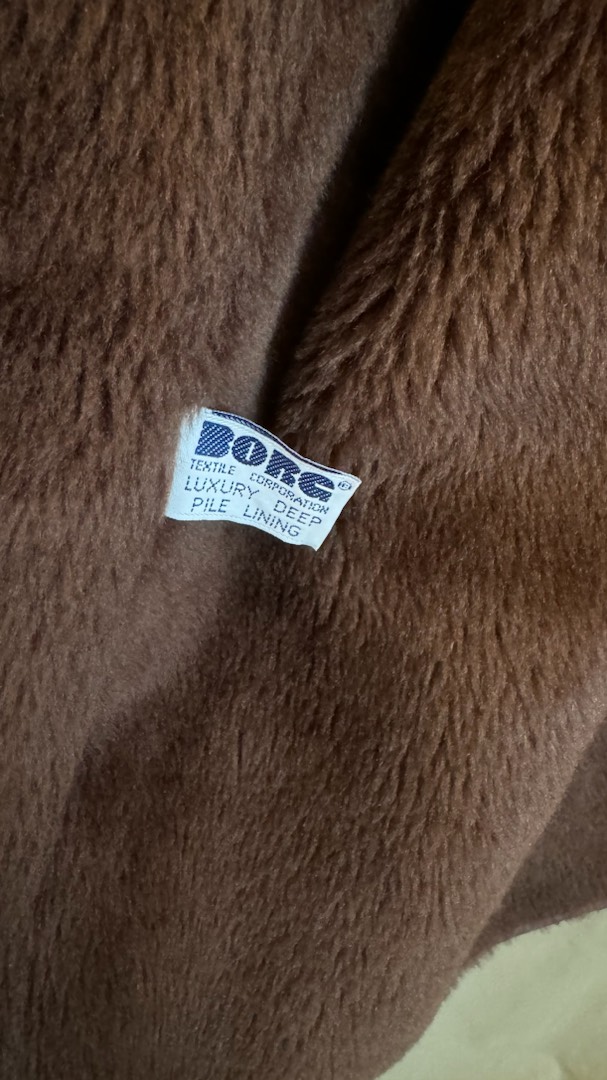 BORG®
TEXTILE CORPORATION
LUXURY DEEP
PILE LINING